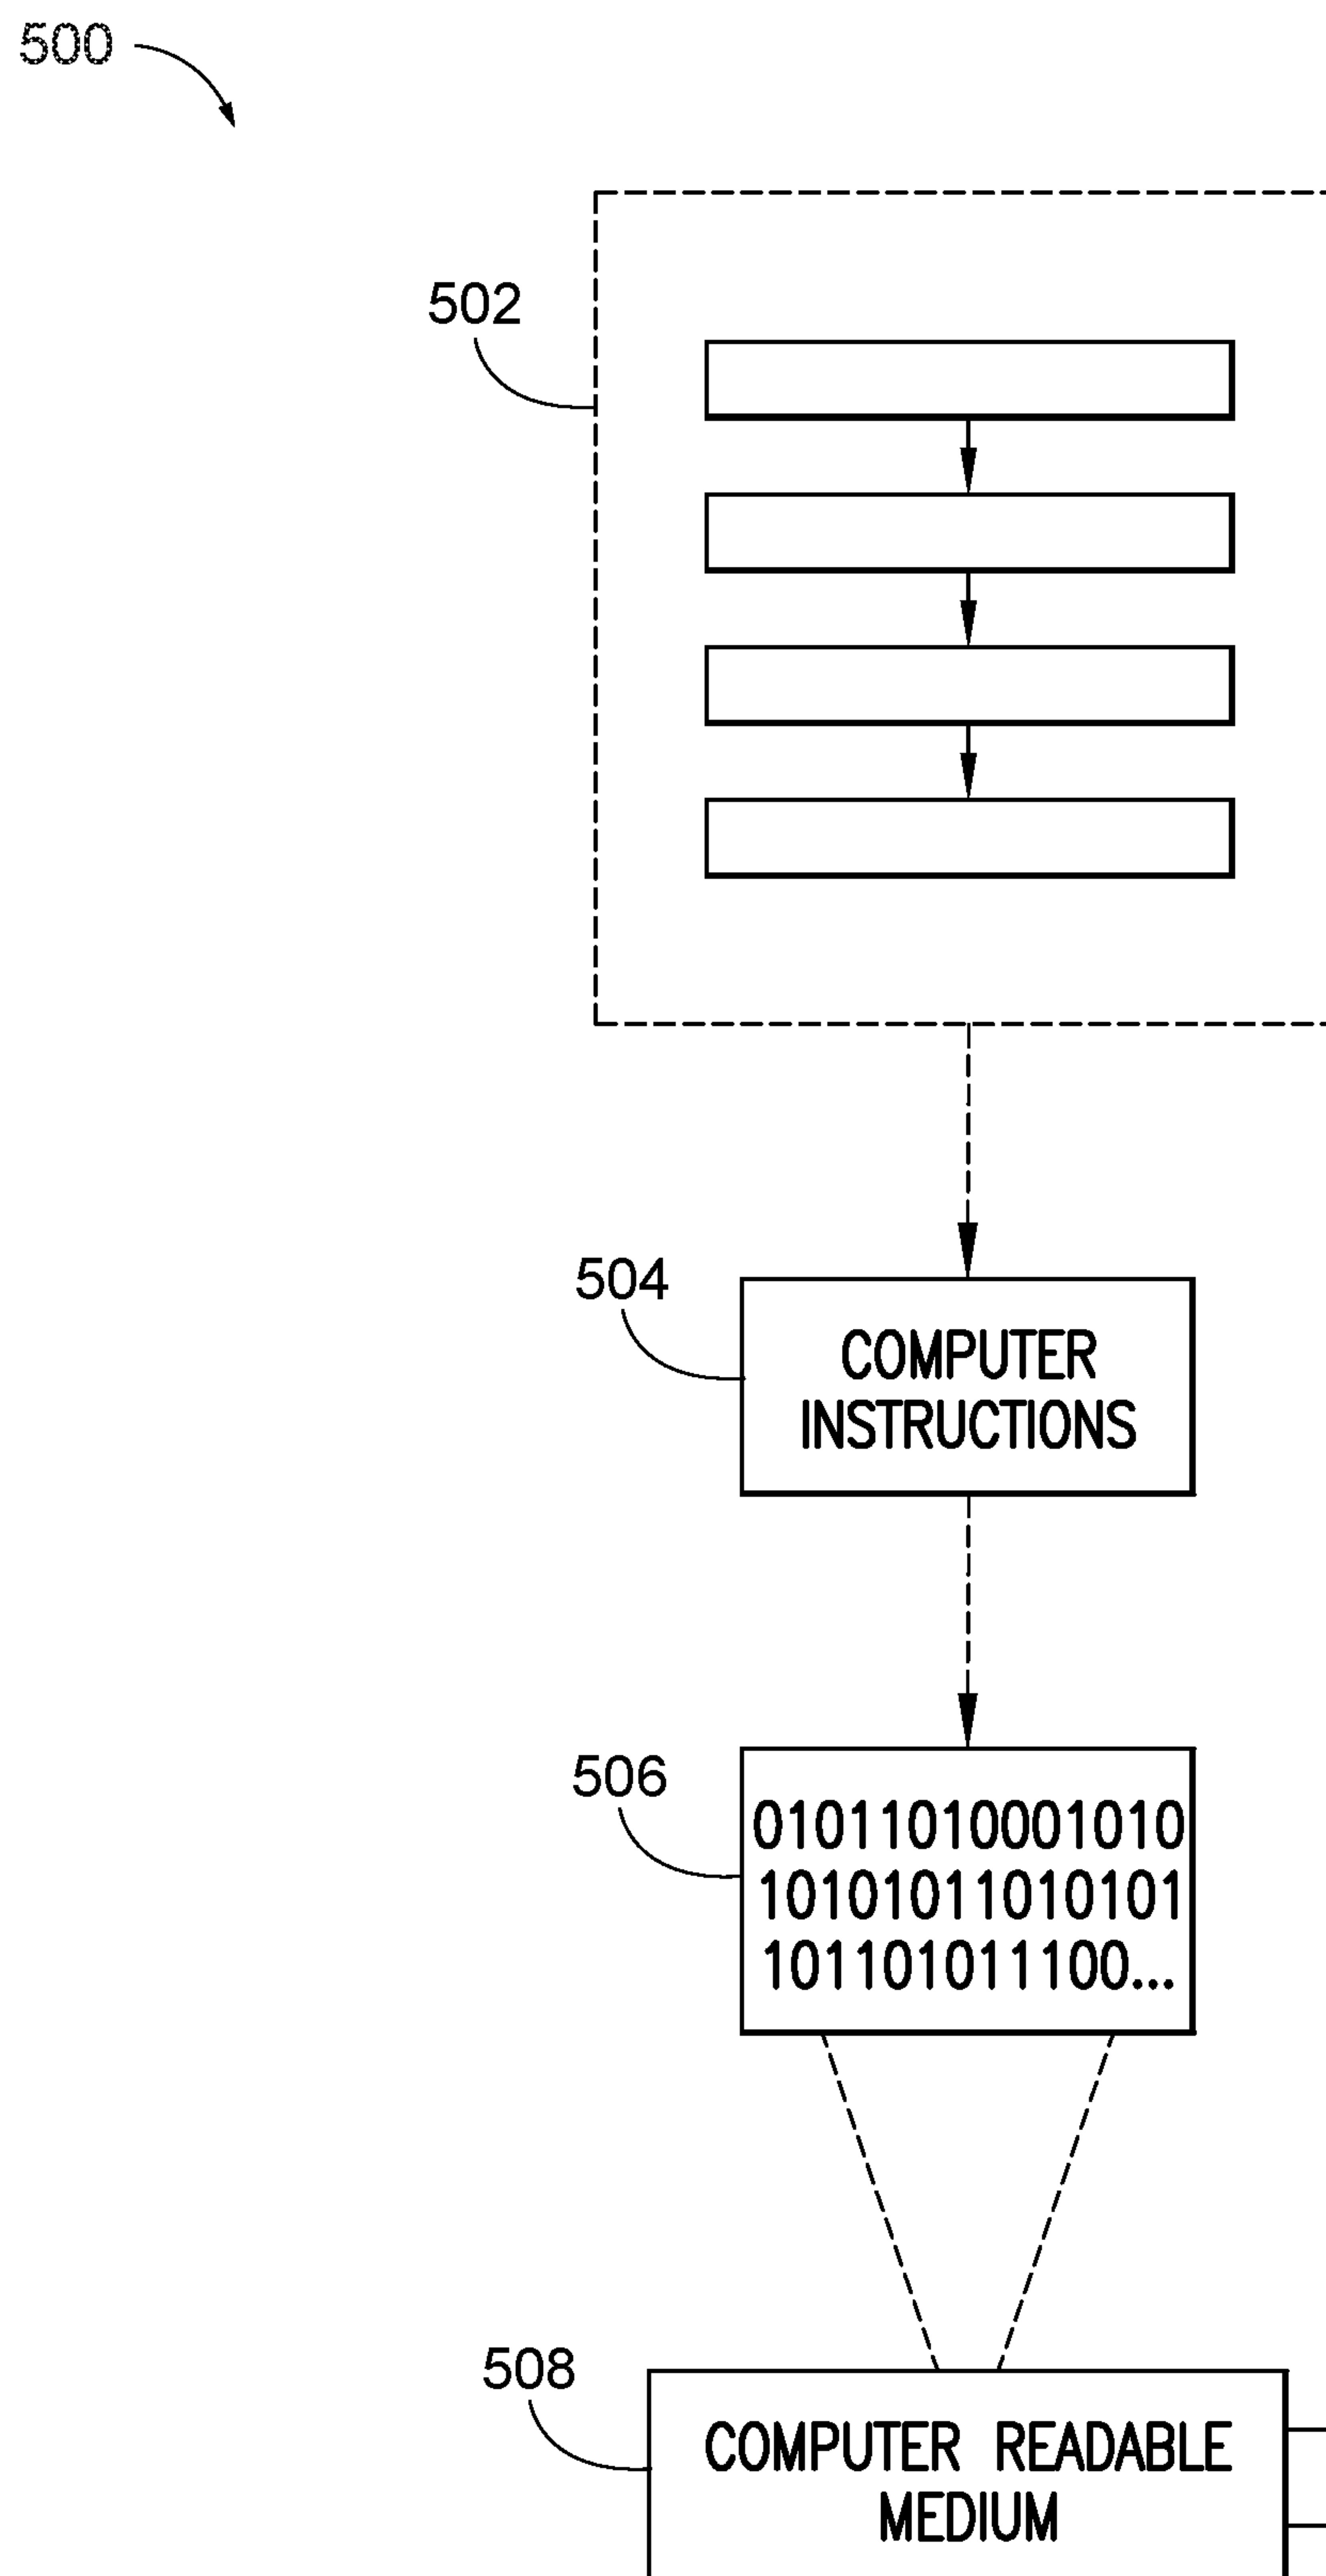 500
502
504
COMPUTER
INSTRUCTIONS
506
01011010001010
10101011010101
101101011100...
508
COMPUTER READABLE
MEDIUM